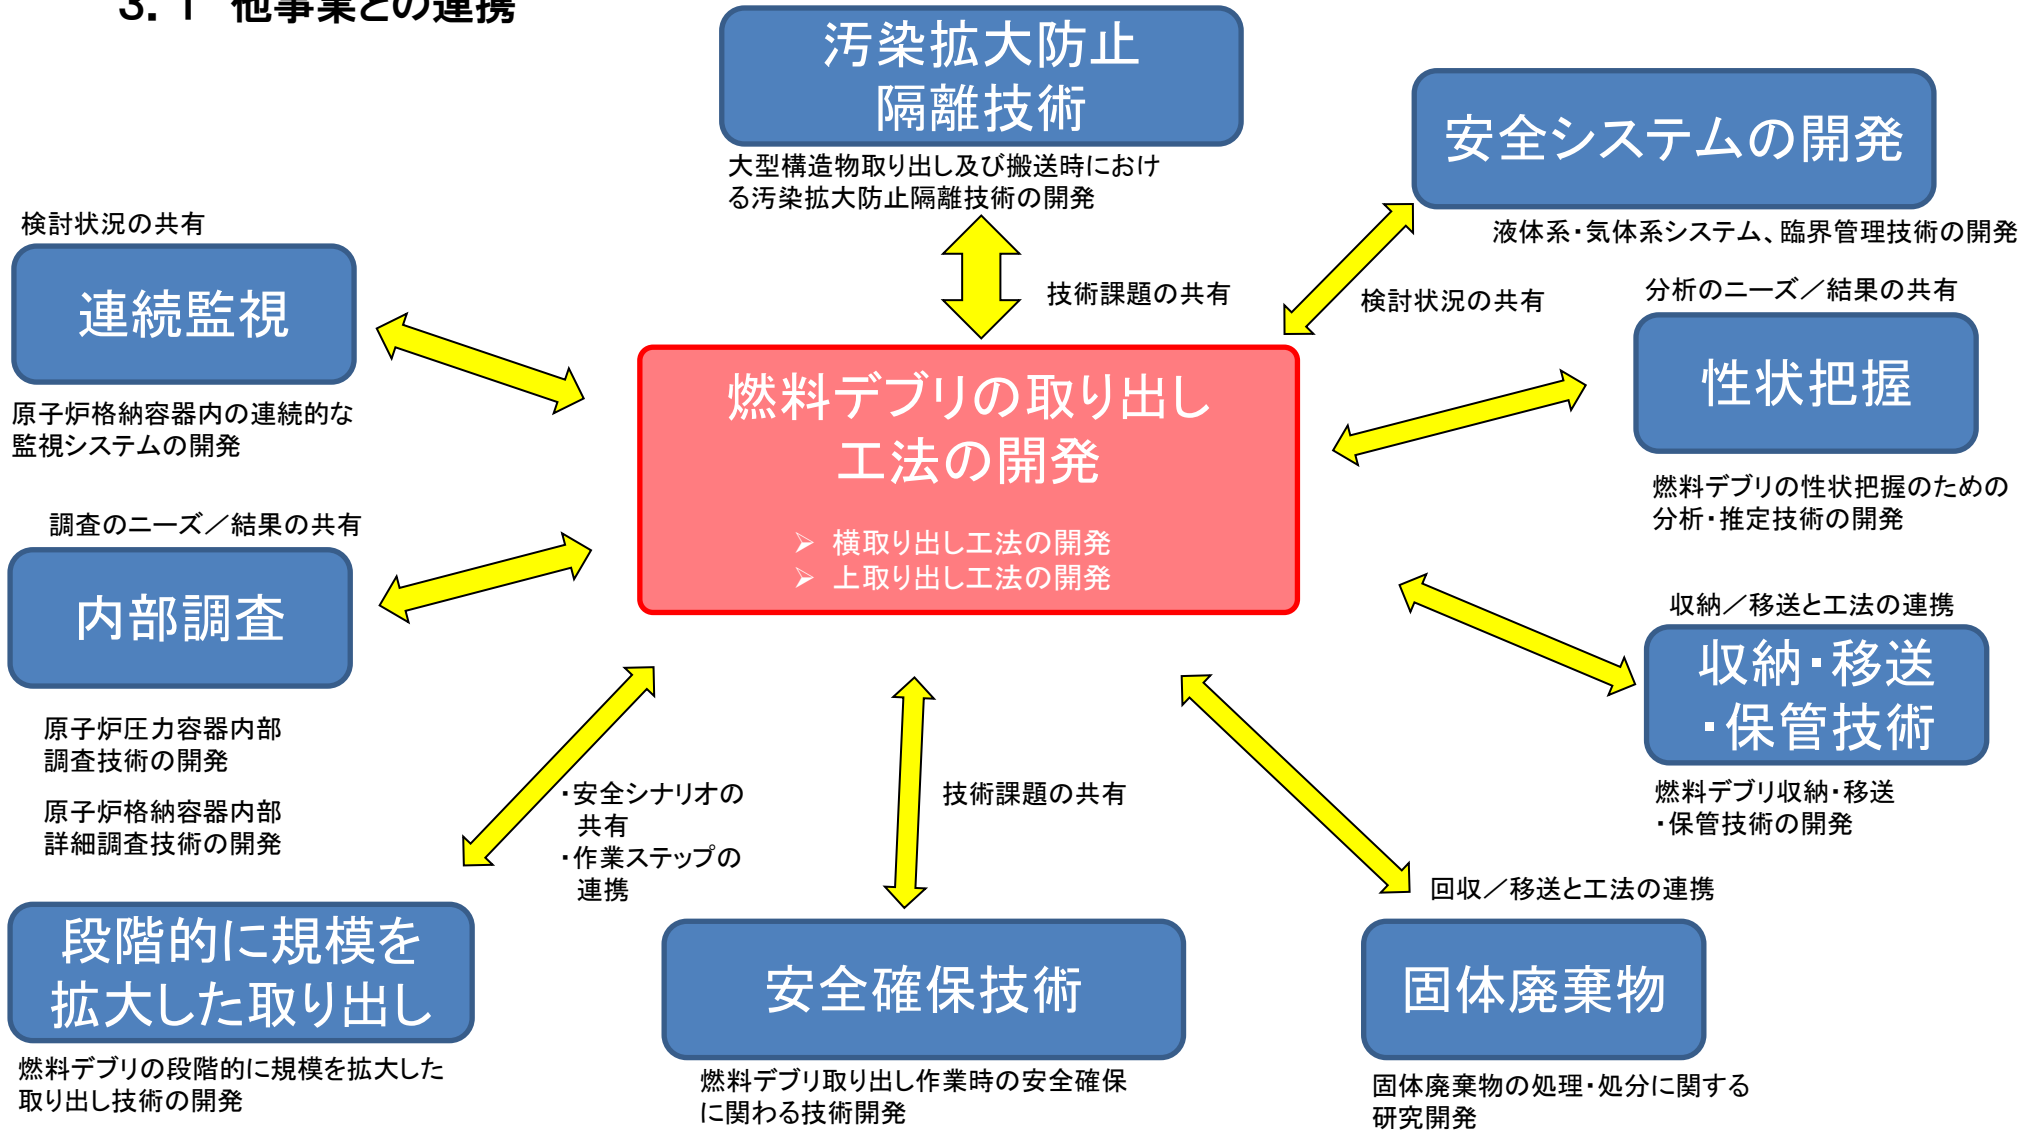 3. 1 他事業との連携
汚染拡大防止
隔離技術
大型構造物取り出し及び搬送時におけ
る汚染拡大防止隔離技術の開発
安全システムの開発
液体系・気体系システム、臨界管理技術の開発
検討状況の共有
連続監視
原子炉格納容器内の連続的な
監視システムの開発
技術課題の共有
検討状況の共有
分析のニーズ／結果の共有
性状把握
燃料デブリの性状把握のための
分析・推定技術の開発
燃料デブリの取り出し
工法の開発
➢ 横取り出し工法の開発
➢ 上取り出し工法の開発
調査のニーズ／結果の共有
内部調査
原子炉圧力容器内部
調査技術の開発
原子炉格納容器内部
詳細調査技術の開発
収納／移送と工法の連携
収納・移送
・保管技術
燃料デブリ収納・移送
・保管技術の開発
・安全シナリオの
共有
・作業ステップの
連携
技術課題の共有
回収／移送と工法の連携
段階的に規模を
拡大した取り出し
燃料デブリの段階的に規模を拡大した
取り出し技術の開発
安全確保技術
燃料デブリ取り出し作業時の安全確保
に関わる技術開発
固体廃棄物
固体廃棄物の処理・処分に関する
研究開発